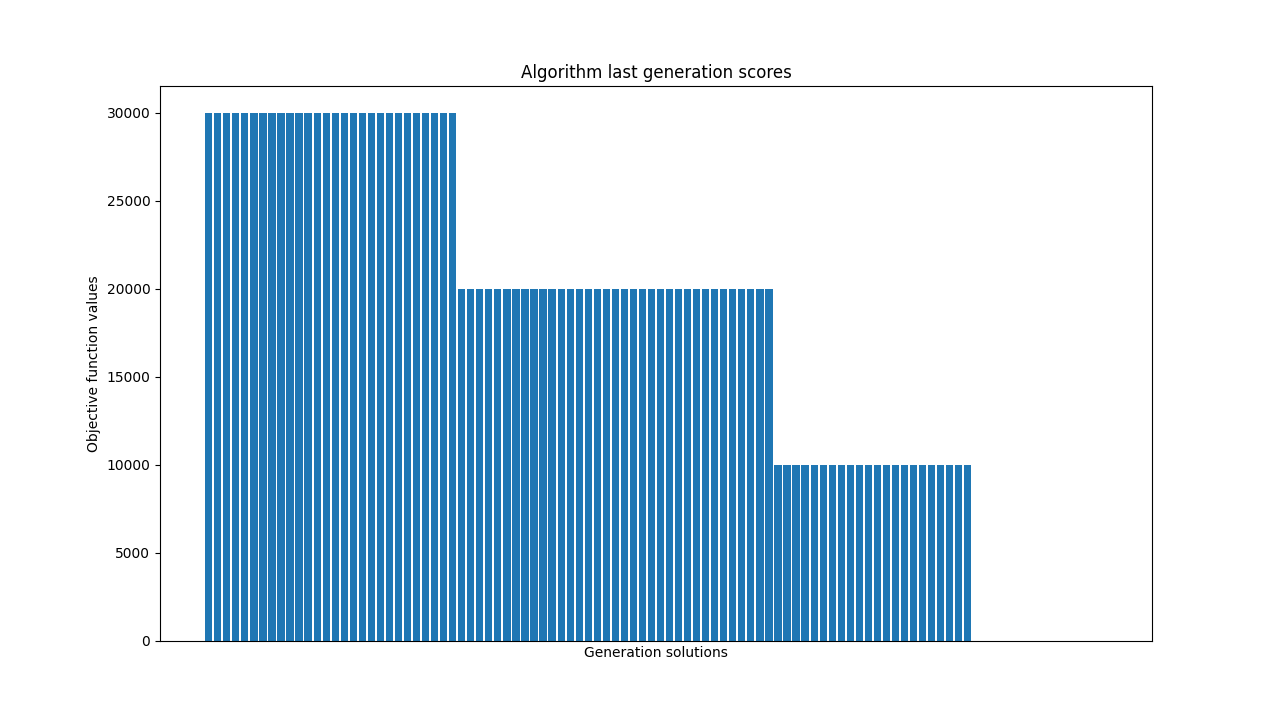 Algorithm last generation scores
30000
25000
20000
15000
10000
5000
0
Objective function values
Generation solutions